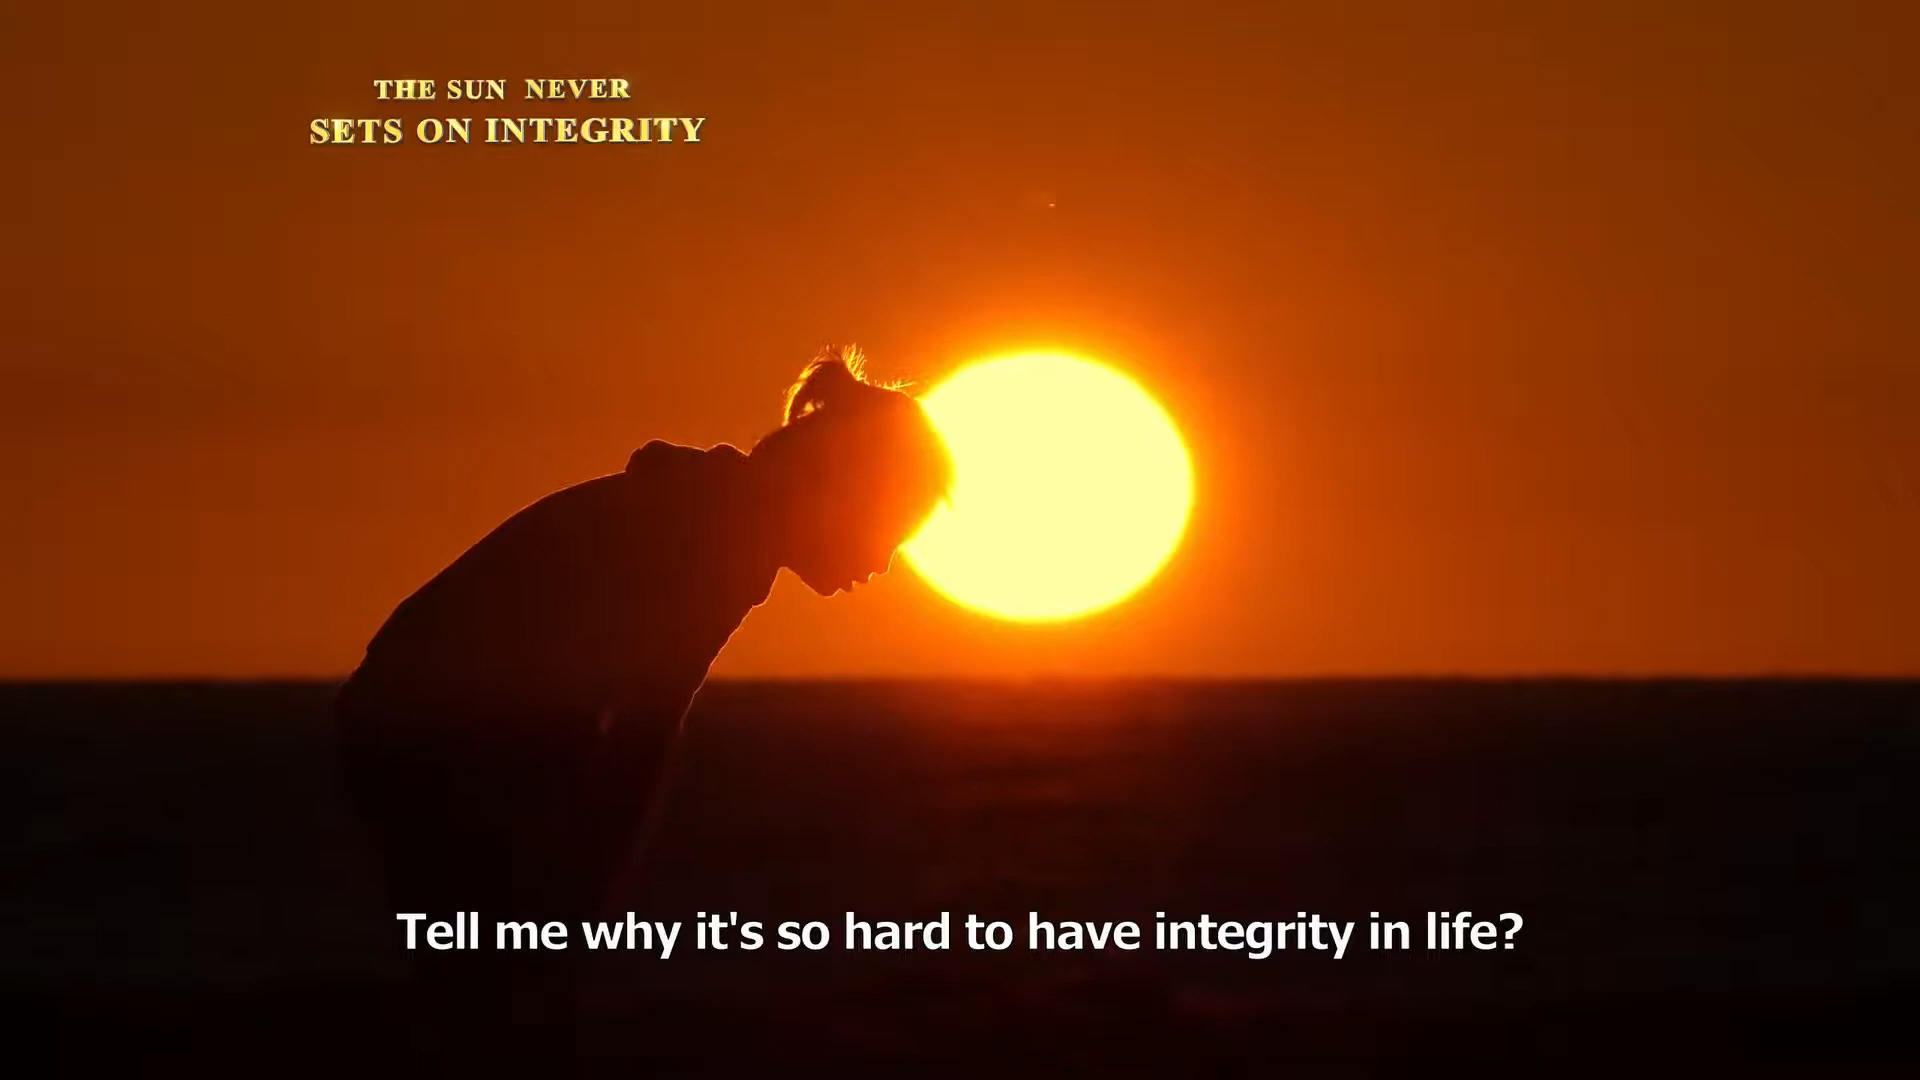 THE SUN NEVER
SETS ON INTEGRITY
Tell me why it's so hard to have integrity in life?